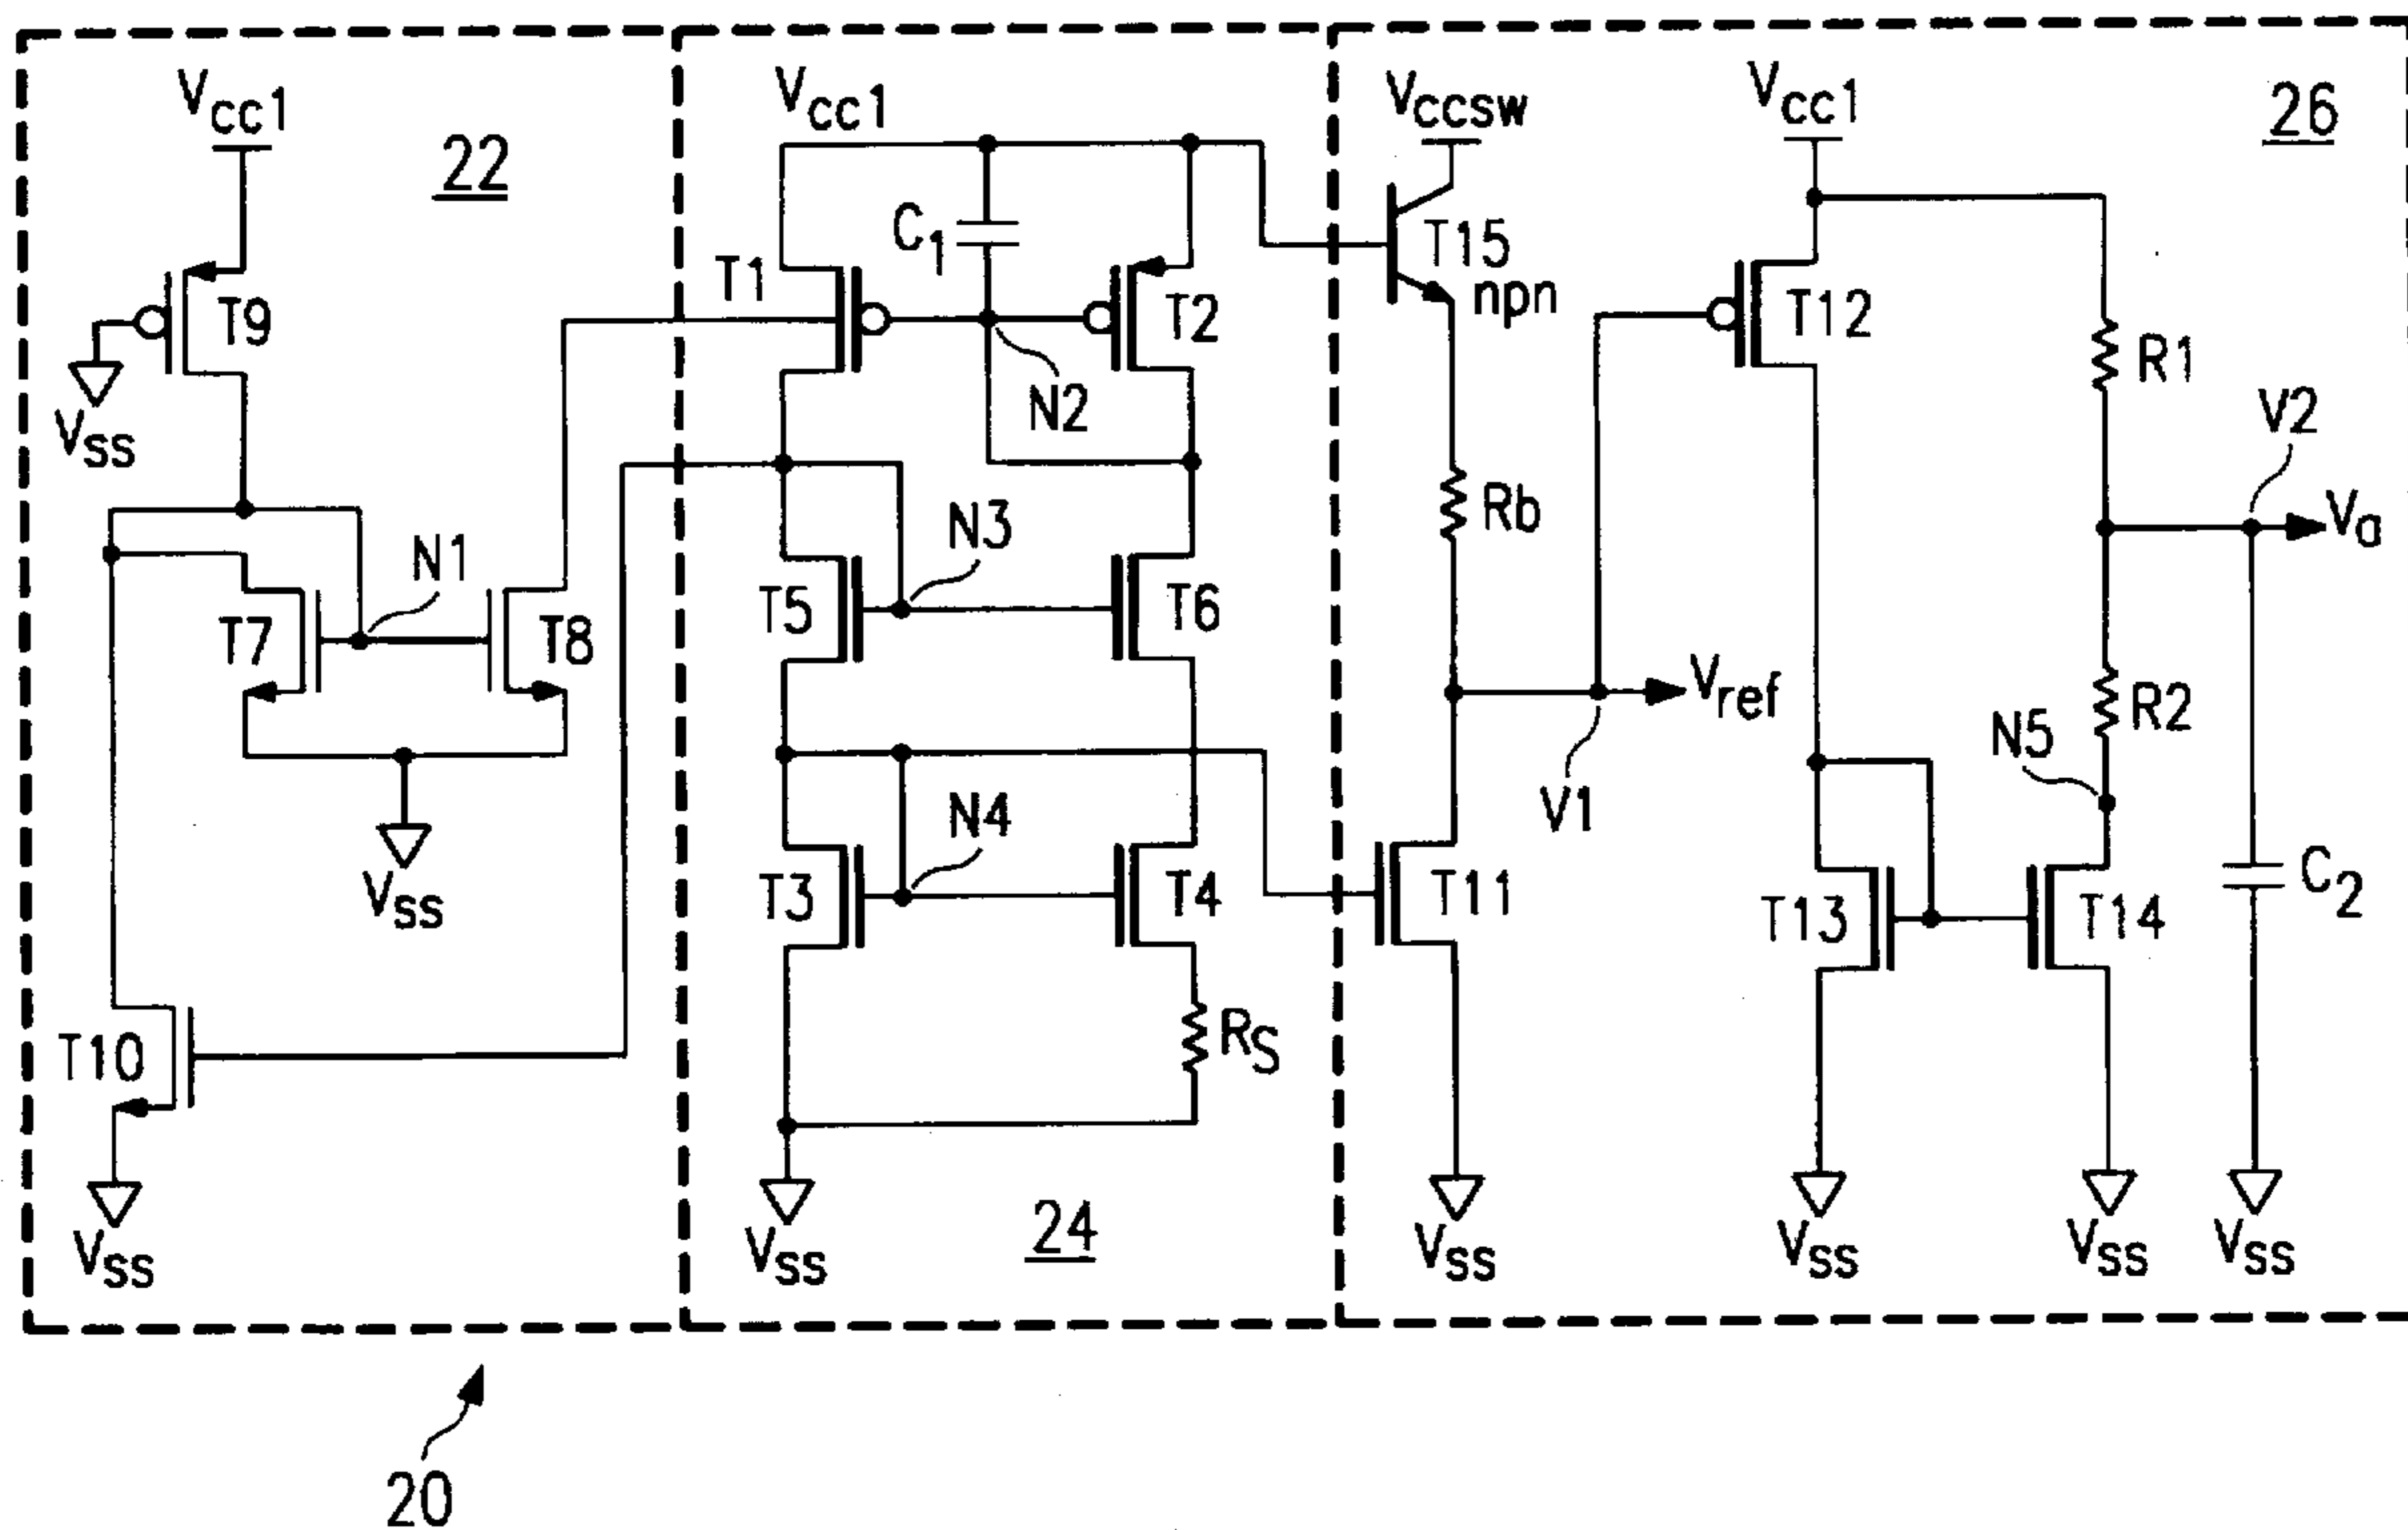 Vcc1
22
T9
Vss
N1
T7
T8
Vss
T10
Vss
Vcc1
C1
T1
T2
N2
N3
T5
T6
N4
T3
T4
RS
Vss
24
Vccsw
T15
npn
Rb
Vref
V1
T11
Vss
Vcc1
26
T12
R1
V2
Va
R2
N5
T13
T14
C2
Vss
Vss
Vss
20